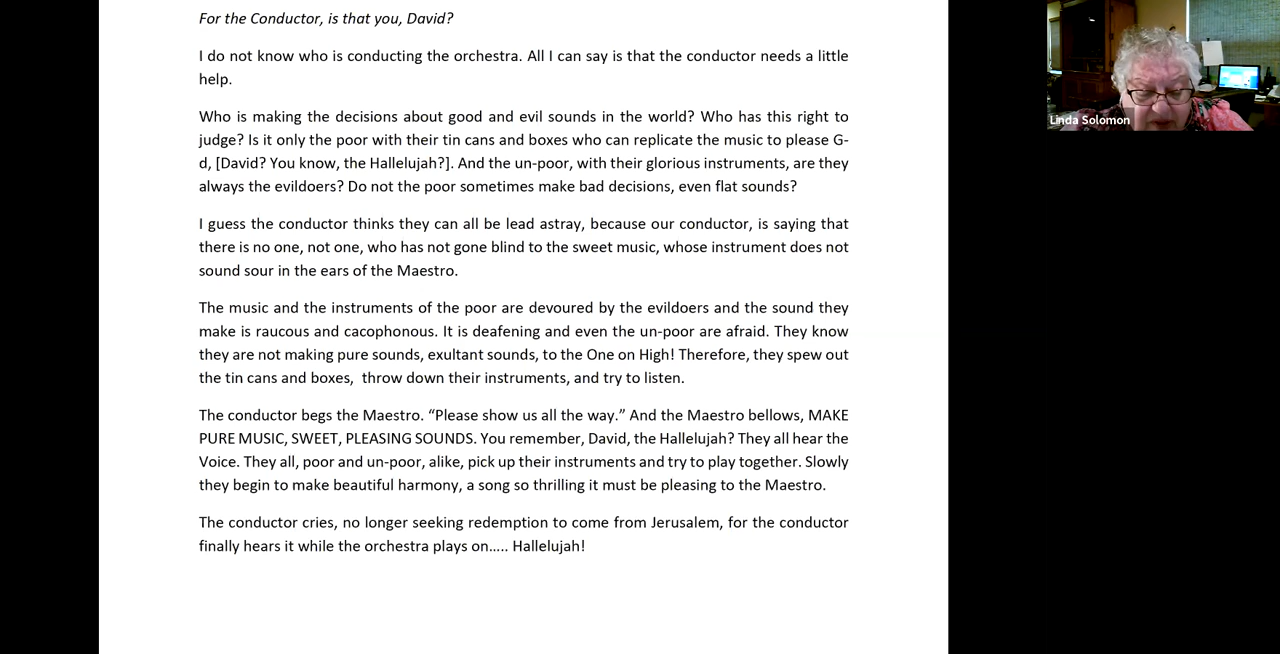 For the Conductor, is that you, David?
I do not know who is conducting the orchestra. All I can say is that the conductor needs a little
help.
Who is making the decisions about good and evil sounds in the world? Who has this right to
judge? Is it only the poor with their tin cans and boxes who can replicate the music to please G-
d, [David? You know, the Hallelujah?]. And the un-poor, with their glorious instruments, are they
always the evildoers? Do not the poor sometimes make bad decisions, even flat sounds?
I guess the conductor thinks they can all be lead astray, because our conductor, is saying that
there is no one, not one, who has not gone blind to the sweet music, whose instrument does not
sound sour in the ears of the Maestro.
The music and the instruments of the poor are devoured by the evildoers and the sound they
make is raucous and cacophonous. It is deafening and even the un-poor are afraid. They know
they are not making pure sounds, exultant sounds, to the One on High! Therefore, they spew out
the tin cans and boxes,  throw down their instruments, and try to listen.
The conductor begs the Maestro. “Please show us all the way.” And the Maestro bellows, MAKE
PURE MUSIC, SWEET, PLEASING SOUNDS. You remember, David, the Hallelujah? They all hear the
Voice. They all, poor and un-poor, alike, pick up their instruments and try to play together. Slowly
they begin to make beautiful harmony, a song so thrilling it must be pleasing to the Maestro.
The conductor cries, no longer seeking redemption to come from Jerusalem, for the conductor
finally hears it while the orchestra plays on….. Hallelujah!
Linda Solomon